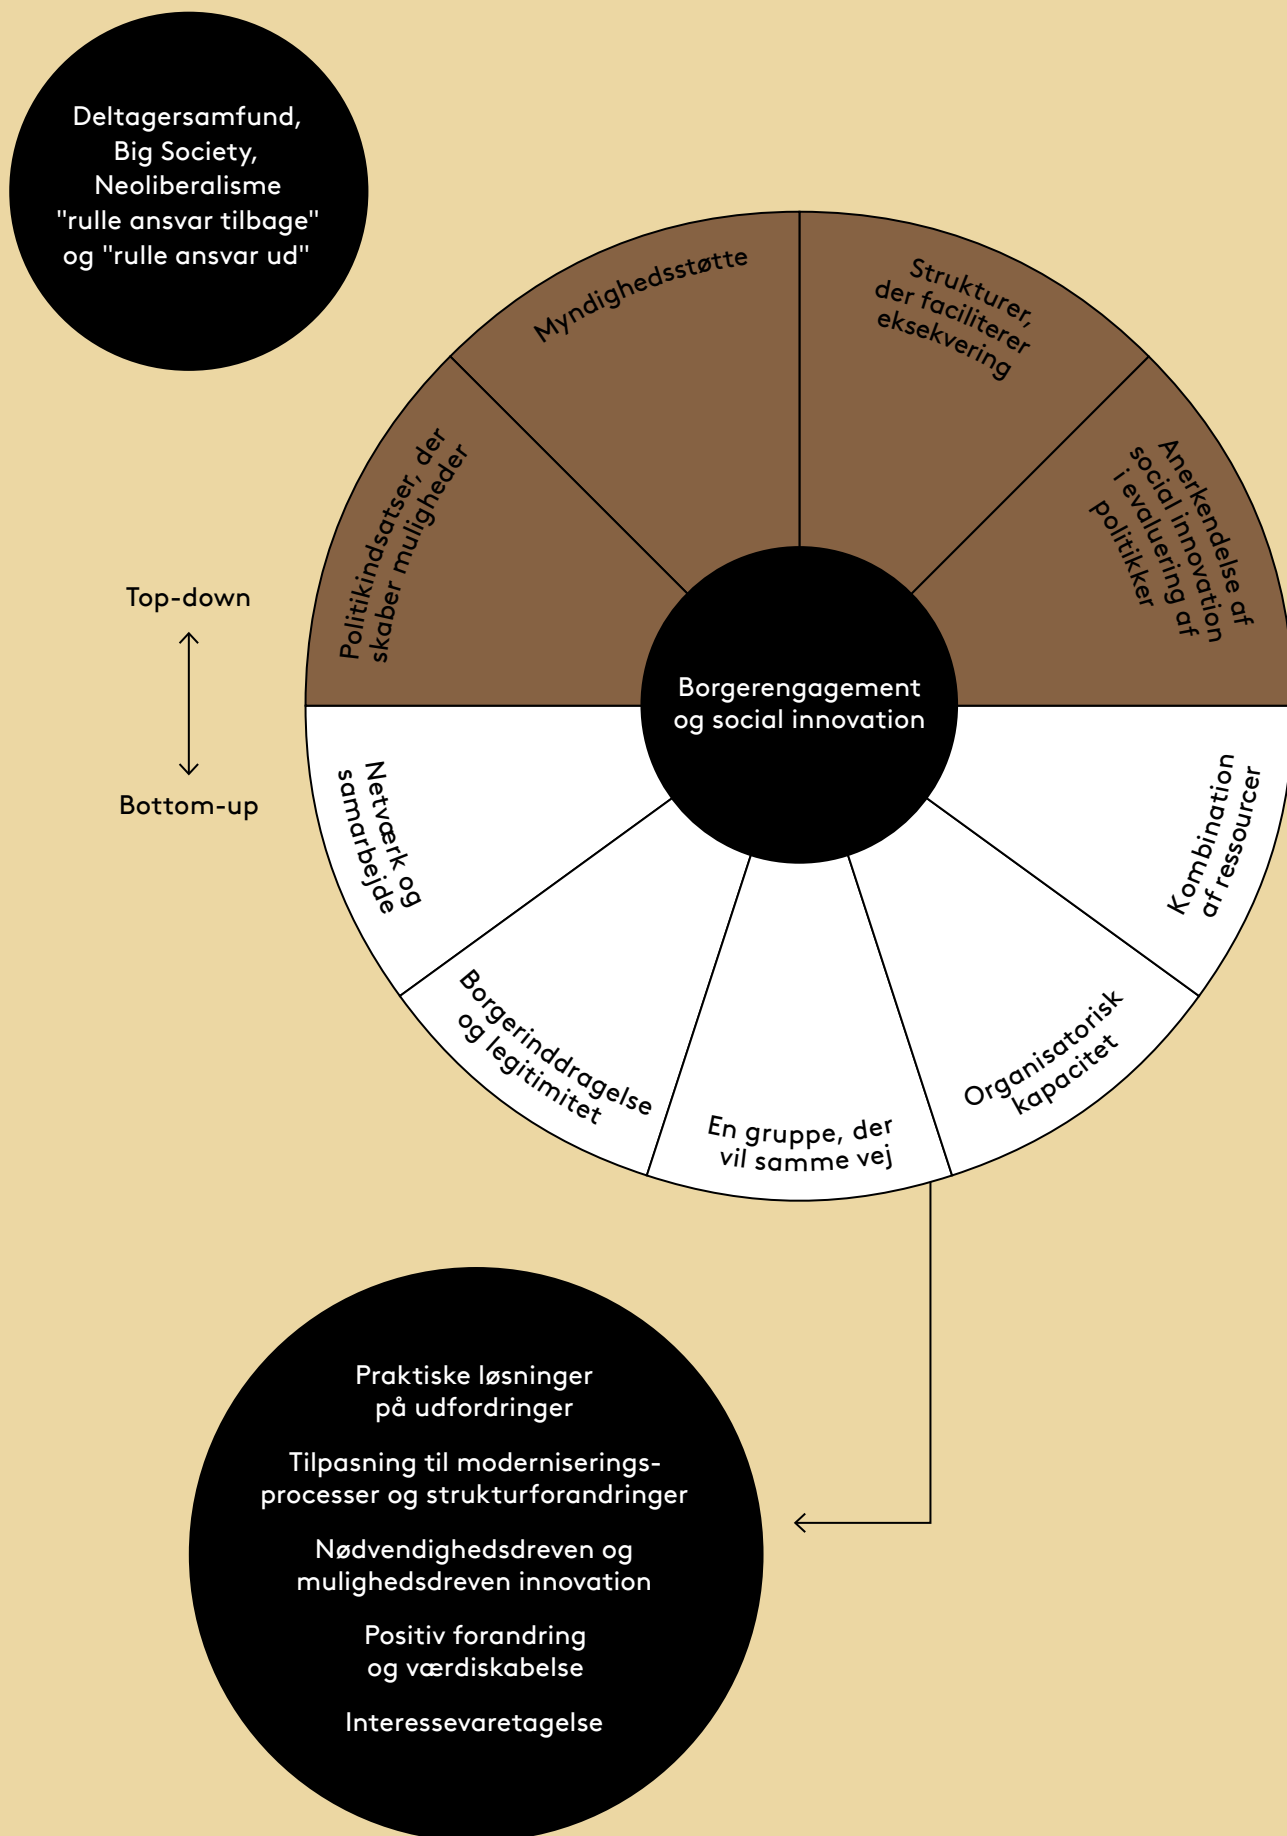 Deltagersamfund,
Big Society,
Neoliberalisme
"rulle ansvar tilbage"
og "rulle ansvar ud"
Myndighedsstøtte
Strukturer,
der faciliterer
eksekvering
Politikindsatser, der
skaber muligheder
Anerkendelse af
social innovation
i evaluering af
politikker
Top-down
Bottom-up
Borgerengagement
og social innovation
Netværk og
samarbejde
Kombination
af ressourcer
Borgerinddragelse
og legitimitet
En gruppe, der
vil samme vej
Organisatorisk
kapacitet
Praktiske løsninger
på udfordringer
Tilpasning til moderniserings-
processer og strukturforandringer
Nødvendighedsdreven og
mulighedsdreven innovation
Positiv forandring
og værdiskabelse
Interessevaretagelse